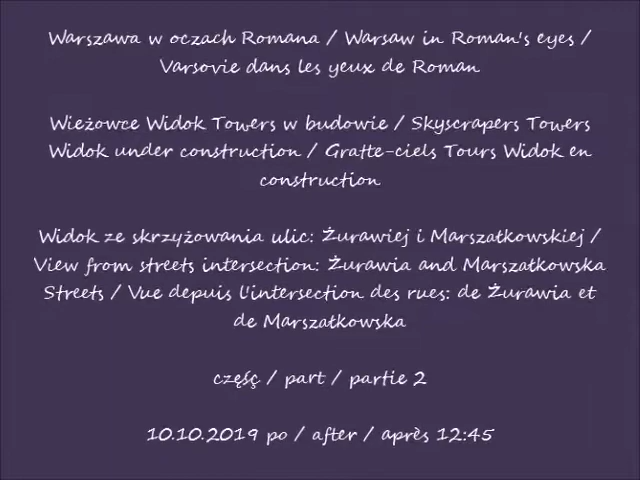 Warszawa w oczach Romana / Warsaw in Roman's eyes /
Varsovie dans les yeux de Roman
Wieżowce Widok Towers w budowie / Skyscrapers Towers
Widok under construction / Gratte-ciels Tours Widok en
construction
Widok ze skrzyżowania ulic: Żurawiej i Marszałkowskiej /
View from streets intersection: Żurawia and Marszałkowska
Streets / Vue depuis l'intersection des rues: de Żurawia et
de Marszałkowska
część / part / partie 2
10.10.2019 po / after / après 12:45